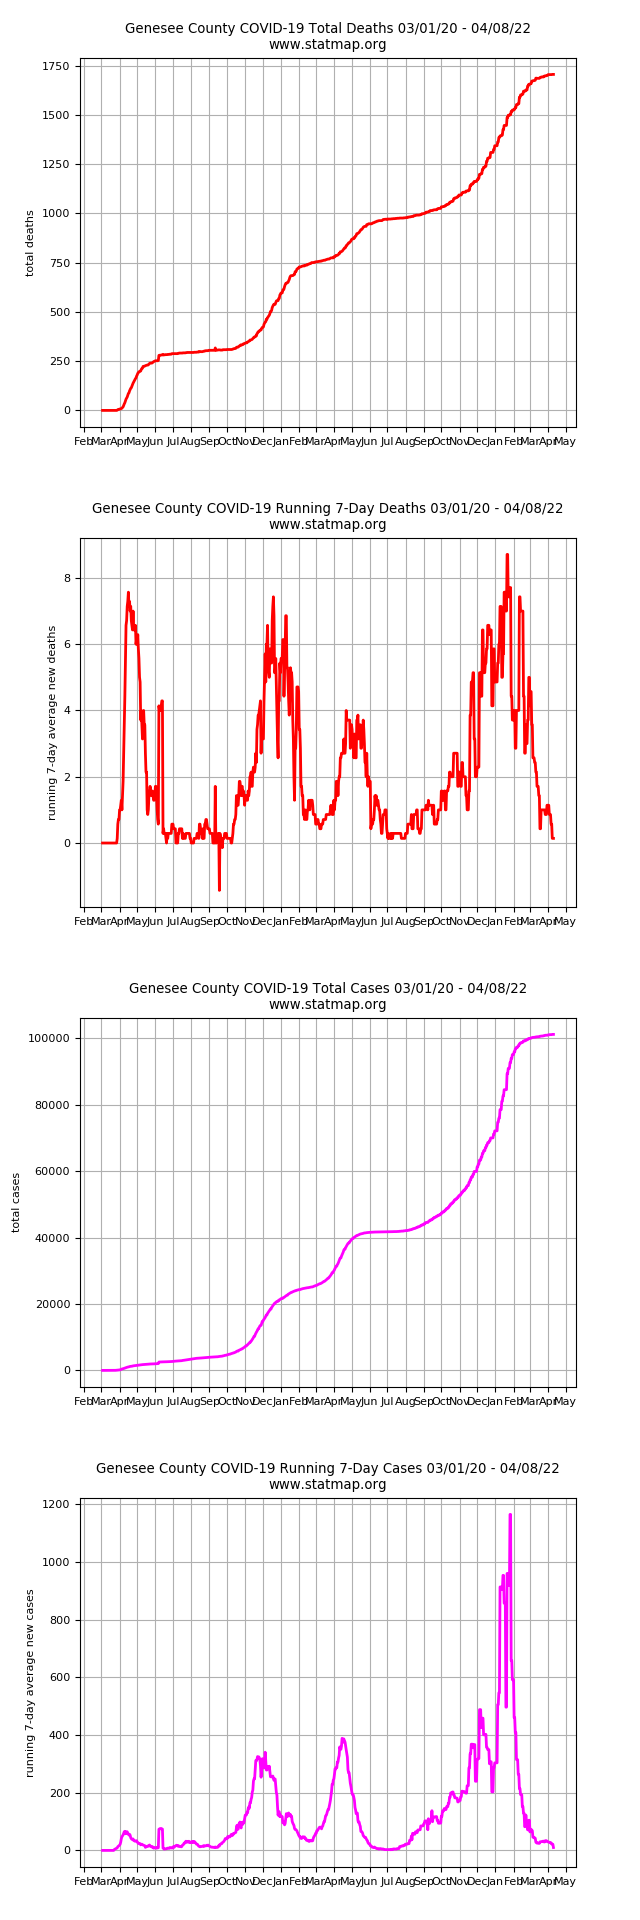 Genesee County COVID-19 Total Deaths 03/01/20 - 04/08/22
www.statmap.org
1750
1500
1250
1000
750
500
250
0
total deaths
Feb Mar Apr May Jun Jul Aug Sep Oct Nov Dec Jan Feb Mar Apr May Jun Jul Aug Sep Oct Nov Dec Jan Feb Mar Apr May
Genesee County COVID-19 Running 7-Day Deaths 03/01/20 - 04/08/22
www.statmap.org
8
6
4
2
0
running 7-day average new deaths
Feb Mar Apr May Jun Jul Aug Sep Oct Nov Dec Jan Feb Mar Apr May Jun Jul Aug Sep Oct Nov Dec Jan Feb Mar Apr May
Genesee County COVID-19 Total Cases 03/01/20 - 04/08/22
www.statmap.org
100000
80000
60000
40000
20000
0
total cases
Feb Mar Apr May Jun Jul Aug Sep Oct Nov Dec Jan Feb Mar Apr May Jun Jul Aug Sep Oct Nov Dec Jan Feb Mar Apr May
Genesee County COVID-19 Running 7-Day Cases 03/01/20 - 04/08/22
www.statmap.org
1200
1000
800
600
400
200
0
running 7-day average new cases
Feb Mar Apr May Jun Jul Aug Sep Oct Nov Dec Jan Feb Mar Apr May Jun Jul Aug Sep Oct Nov Dec Jan Feb Mar Apr May